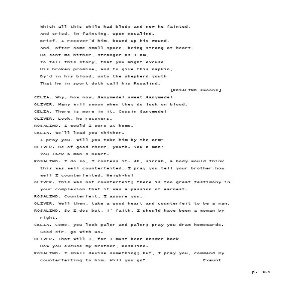 Which all this while had bled; and now he fainted,
And cried, in fainting, upon Rosalind.
Brief, I recover'd him, bound up his wound,
And, after some small space, being strong at heart,
He sent me hither, stranger as I am,
To tell this story, that you might excuse
His broken promise, and to give this napkin,
Dy'd in his blood, unto the shepherd youth
That he in sport doth call his Rosalind.
[ROSALIND swoons]
CELIA. Why, how now, Ganymede! sweet Ganymede!
OLIVER. Many will swoon when they do look on blood.
CELIA. There is more in it. Cousin Ganymede!
OLIVER. Look, he recovers.
ROSALIND. I would I were at home.
CELIA. We'll lead you thither.
I pray you, will you take him by the arm?
OLIVER. Be of good cheer, youth. You a man!
You lack a man's heart.
ROSALIND. I do so, I confess it. Ah, sirrah, a body would think
this was well counterfeited. I pray you tell your brother how
well I counterfeited. Heigh-ho!
OLIVER. This was not counterfeit; there is too great testimony in
your complexion that it was a passion of earnest.
ROSALIND. Counterfeit, I assure you.
OLIVER. Well then, take a good heart and counterfeit to be a man.
ROSALIND. So I do; but, i' faith, I should have been a woman by
right.
CELIA. Come, you look paler and paler; pray you draw homewards.
Good sir, go with us.
OLIVER. That will I, for I must bear answer back
How you excuse my brother, Rosalind.
ROSALIND. I shall devise something; but, I pray you, commend my
counterfeiting to him. Will you go? Exeunt